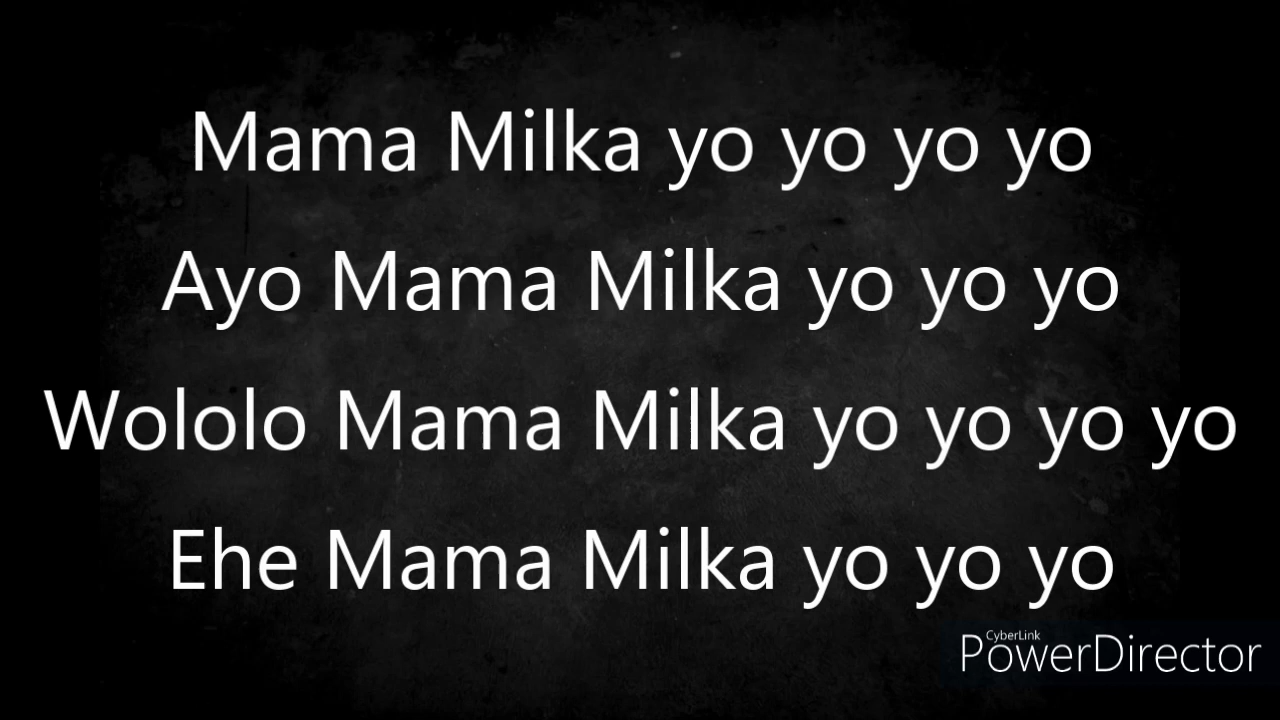 Mama Milka yo yo yo yo
Ayo Mama Milka yo yo yo
Wololo Mama Milka yo yo yo yo
Ehe Mama Milka yo yo yo
CyberLink
PowerDirector